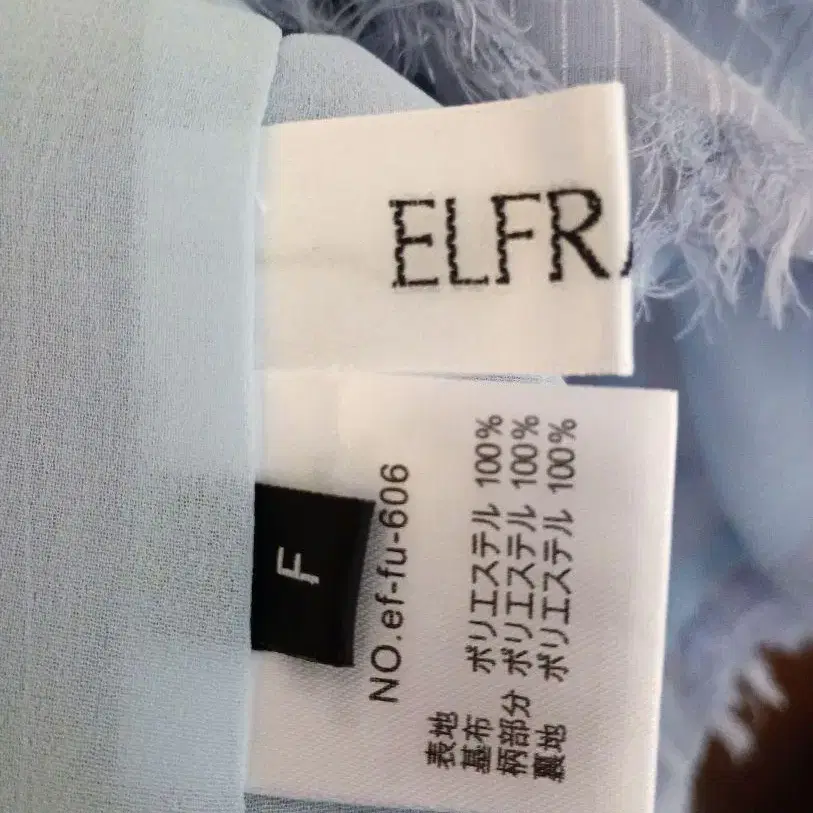 ELFR
F
NO.ef-fu-606
表地
基布 ポリエステル 100%
柄部分 ポリエステル 100%
裏地 ポリエステル 100%